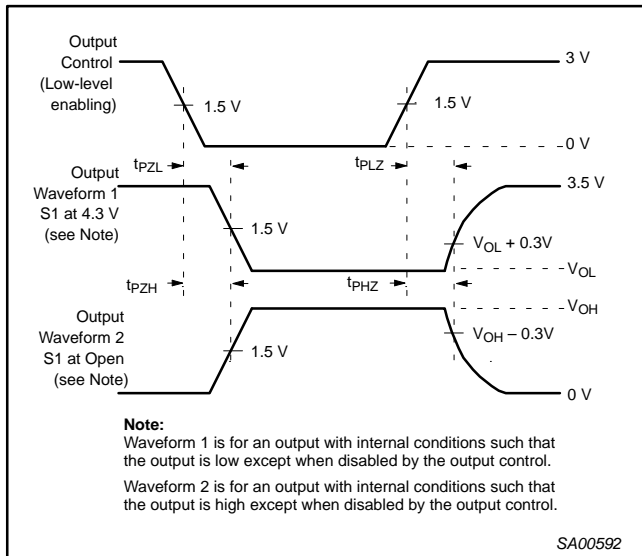 Output
Control
(Low-level
enabling)
3 V
1.5 V
1.5 V
0 V
tPZL
tPLZ
Output
Waveform 1
S1 at 4.3 V
(see Note)
3.5 V
1.5 V
VOL + 0.3V
VOL
tPZH
tPHZ
VOH
Output
Waveform 2
S1 at Open
(see Note)
1.5 V
VOH – 0.3V
0 V
Note:
Waveform 1 is for an output with internal conditions such that
the output is low except when disabled by the output control.
Waveform 2 is for an output with internal conditions such that
the output is high except when disabled by the output control.
SA00592